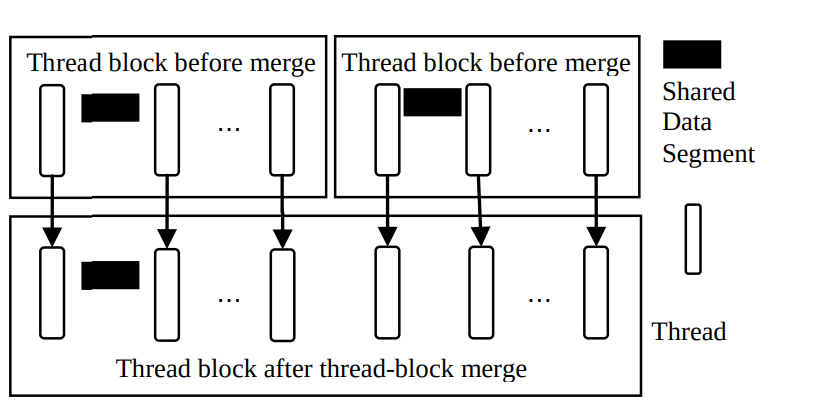 Thread block before merge
Thread block before merge
...
...
...
...
Thread block after thread-block merge
Shared
Data
Segment
Thread